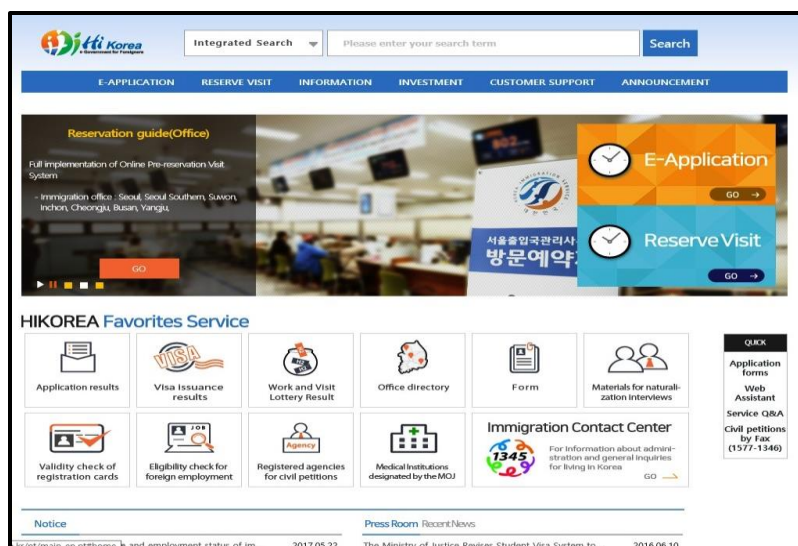 Hi Korea
e-Government for Foreigners
Integrated Search
Please enter your search term
Search
E-APPLICATION
RESERVE VISIT
INFORMATION
INVESTMENT
CUSTOMER SUPPORT
ANNOUNCEMENT
Reservation guide(Office)
Full implementation of Online Pre-reservation Visit
System
- Immigration office : Seoul, Seoul Southern, Suwon,
Inchon, Cheongju, Busan, Yangju,
GO
802
서울출입국관리사
방문예약
E-Application
GO →
Reserve Visit
GO →
HIKOREA Favorites Service
Application results
VISA
Visa Issuance
results
Work and Visit
Lottery Result
Office directory
Form
Materials for naturali-
zation interviews
Validity check of
registration cards
JOB
Eligibility check for
foreign employment
Agency
Registered agencies
for civil petitions
Medical Institutions
designated by the MOJ
Immigration Contact Center
1345
For Information about admini-
stration and general inquiries
for living in Korea
GO
QUICK
Application
forms
Web
Assistant
Service Q&A
Civil petitions
by Fax
(1577-1346)
Notice
and employment status of im
2017.05.22
Press Room Recent News
The Ministry of Justice Revises Student Visa System to
2016.06.10